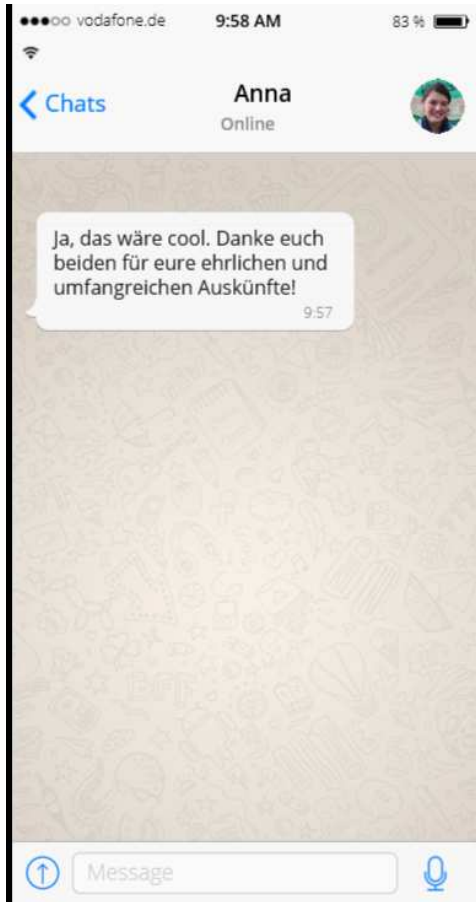 vodafone.de 9:58 AM 83 %
Chats Anna
Online
Ja, das wäre cool. Danke euch
beiden für eure ehrlichen und
umfangreichen Auskünfte!
9:57
Message